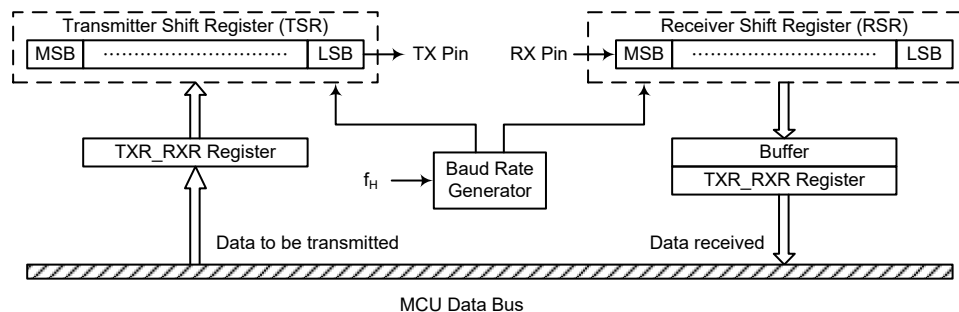 Transmitter Shift Register (TSR)
MSB ........................................ LSB
TX Pin
RX Pin
Receiver Shift Register (RSR)
MSB ........................................ LSB
TXR_RXR Register
Baud Rate
Generator
fH
Buffer
TXR_RXR Register
Data to be transmitted
Data received
MCU Data Bus